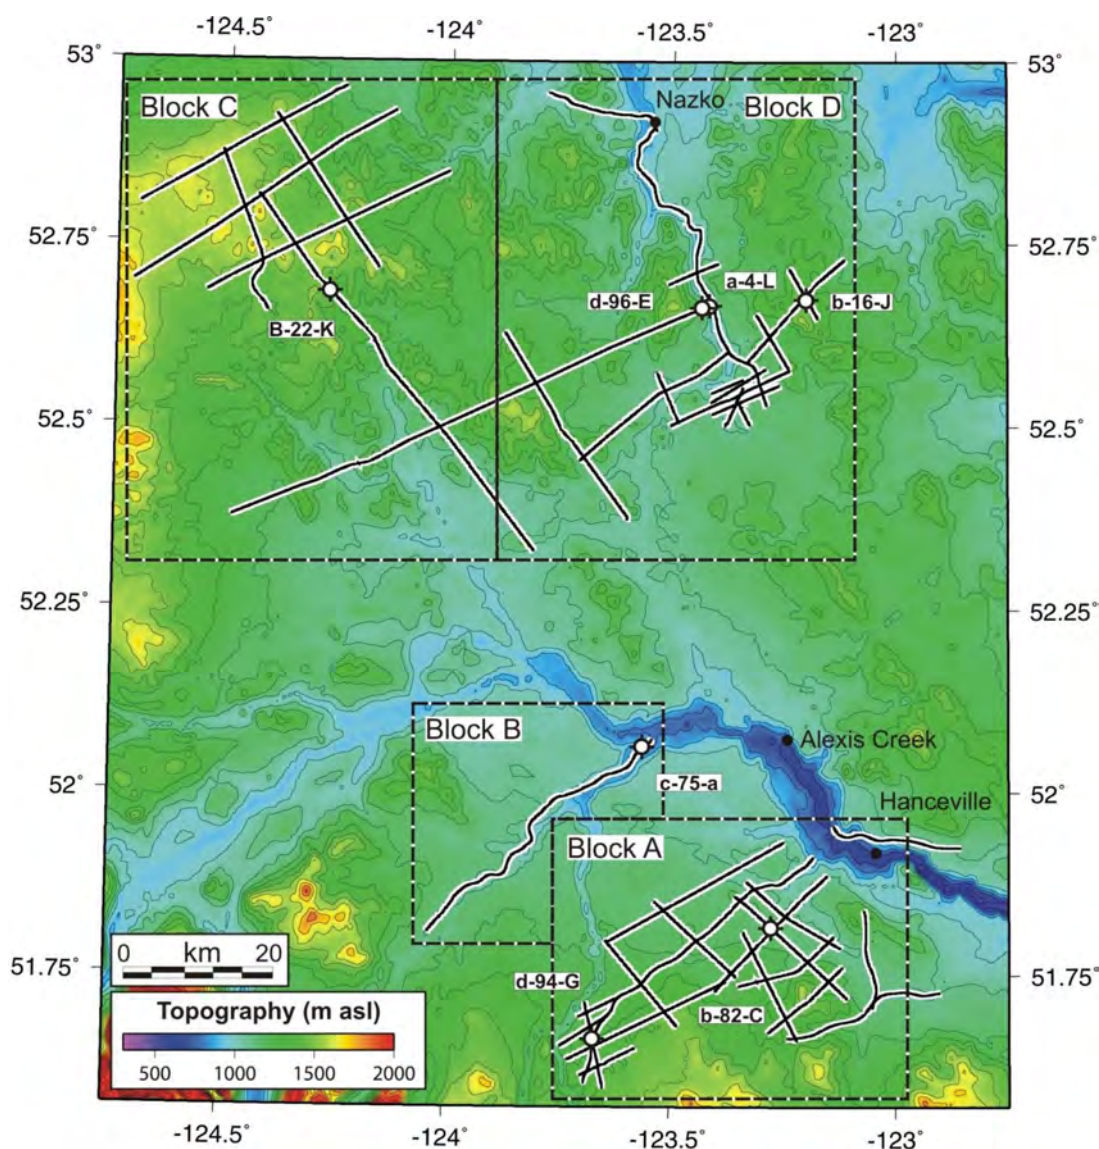 -124.5˚ -124˚ -123.5˚ -123˚
53˚ 53˚
Block C Nazko Block D
52.75˚ 52.75˚
a-4-L
d-96-E b-16-J
B-22-K
52.5˚ 52.5˚
52.25˚ 52.25˚
Block B Alexis Creek
c-75-a
52˚ 52˚
Hanceville
Block A
0 km 20
51.75˚ 51.75˚
d-94-G
b-82-C
Topography (m asl)
500 1000 1500 2000
-124.5˚ -124˚ -123.5˚ -123˚